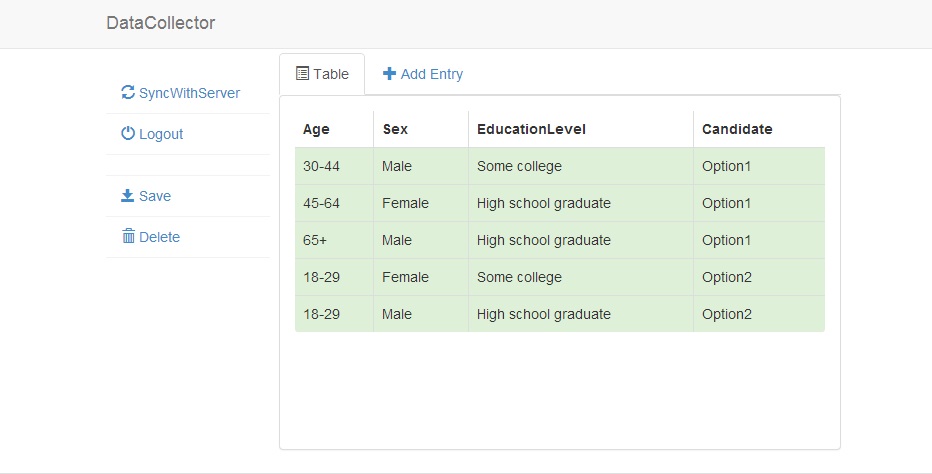 DataCollector
SyncWithServer
Logout
Save
Delete
Table Add Entry
Age Sex EducationLevel Candidate
30-44 Male Some college Option1
45-64 Female High school graduate Option1
65+ Male High school graduate Option1
18-29 Female Some college Option2
18-29 Male High school graduate Option2